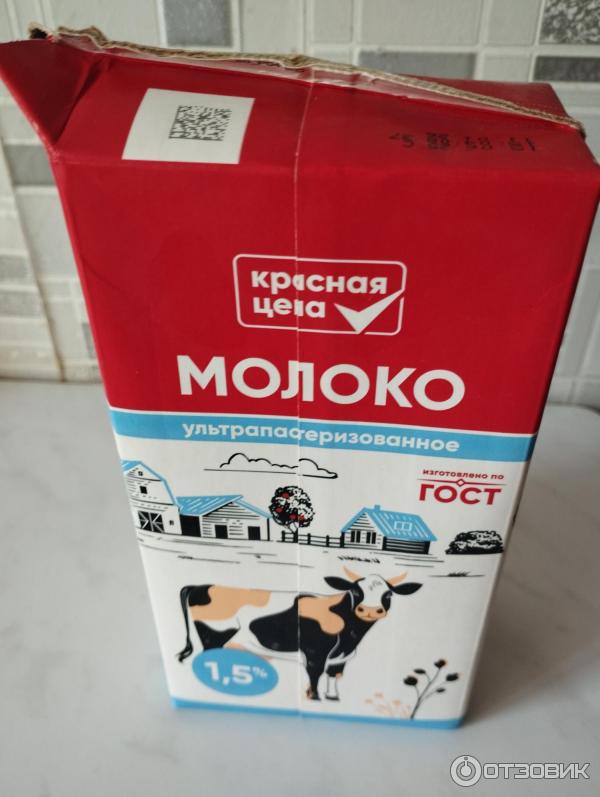 красная
цена
МОЛОКО
ультрапастеризованное
изготовлено по
ГОСТ
1,5%
ОТЗОВИК